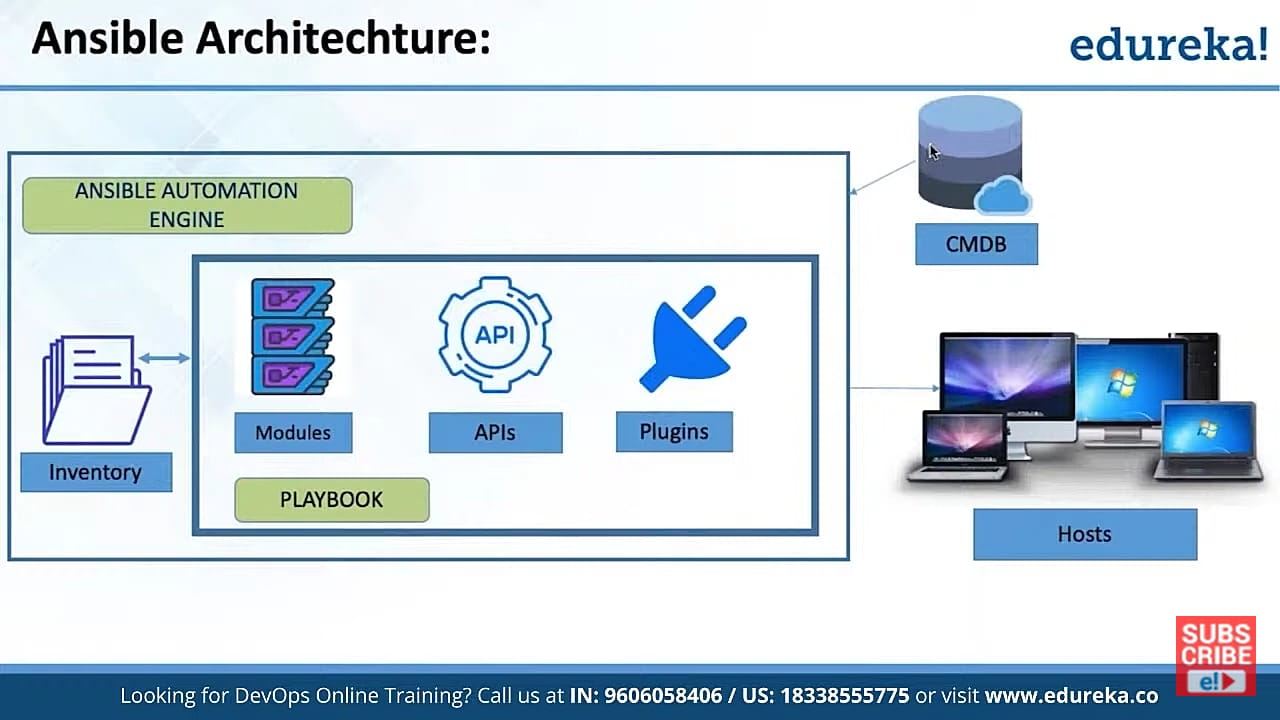 Ansible Architechture:
edureka!
ANSIBLE AUTOMATION
ENGINE
CMDB
API
Modules
APIs
Plugins
Inventory
PLAYBOOK
Hosts
SUBS
CRIBE
e!
Looking for DevOps Online Training? Call us at IN: 9606058406 / US: 18338555775 or visit www.edureka.co